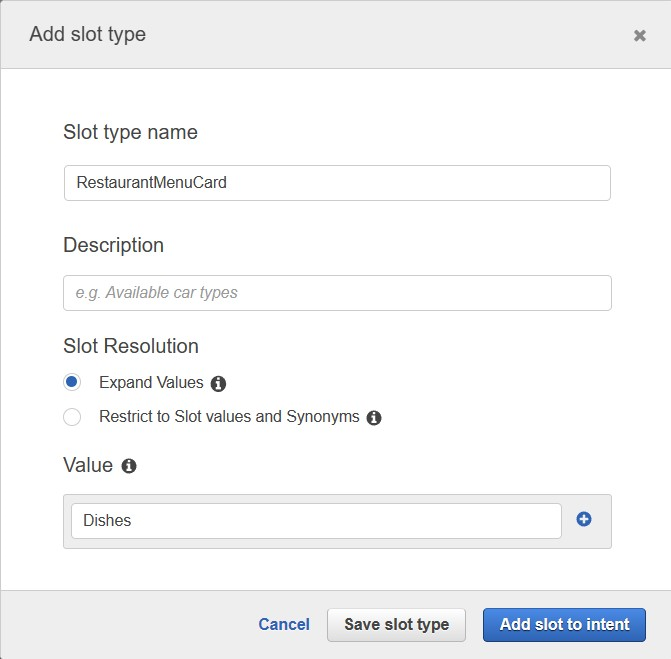 Add slot type
Slot type name
RestaurantMenuCard
Description
e.g. Available car types
Slot Resolution
Expand Values
Restrict to Slot values and Synonyms
Value
Dishes
Cancel Save slot type Add slot to intent